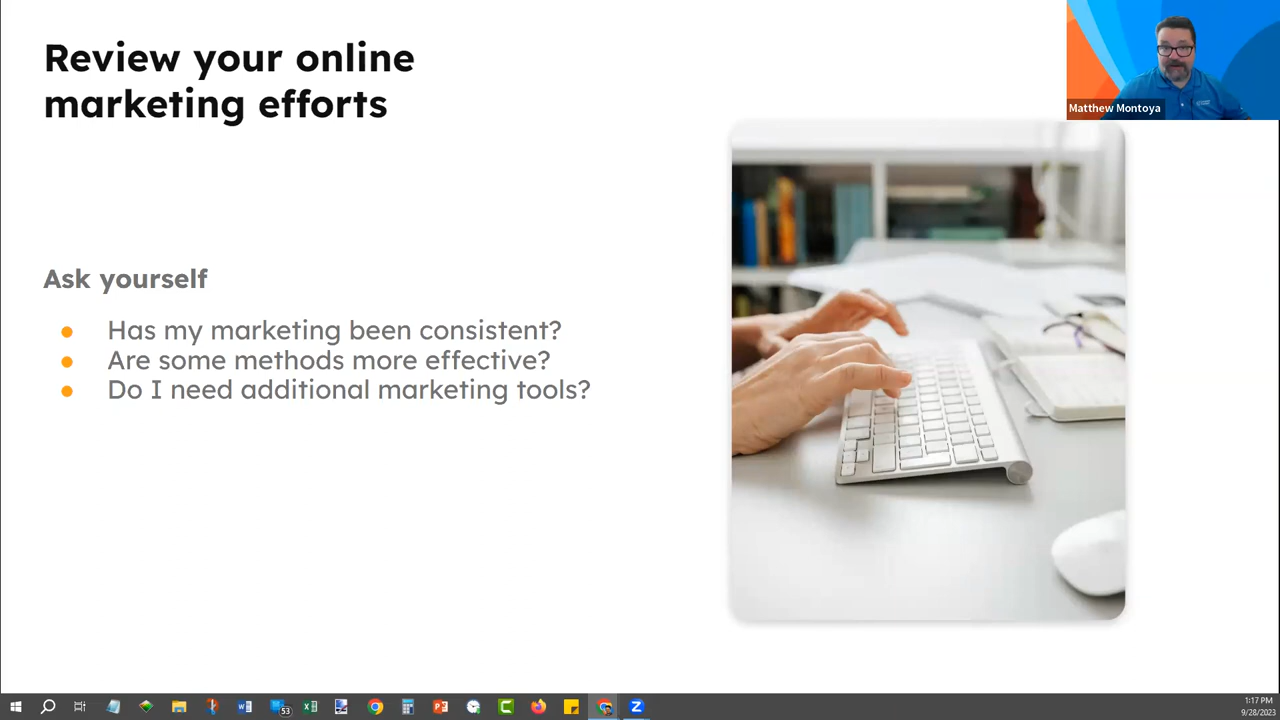 Review your online
marketing efforts
Matthew Montoya
Ask yourself
Has my marketing been consistent?
Are some methods more effective?
Do I need additional marketing tools?
53
1:17 PM
9/28/2023